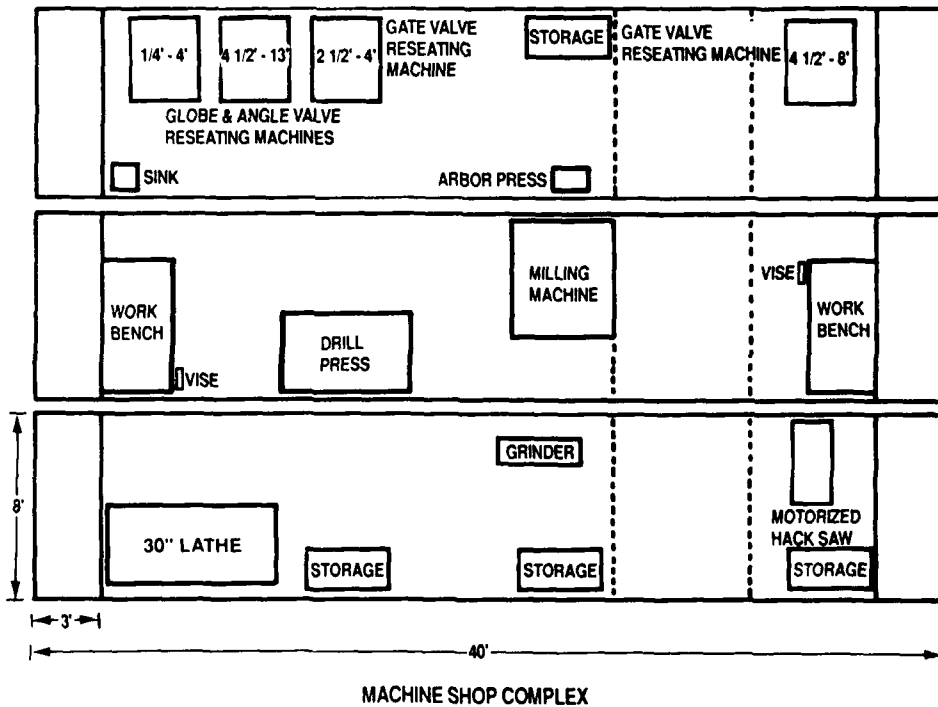 1/4' - 4'
4 1/2' - 13'
2 1/2' - 4'
GATE VALVE
RESEATING
MACHINE
STORAGE
GATE VALVE
RESEATING MACHINE
4 1/2' - 8'
GLOBE & ANGLE VALVE
RESEATING MACHINES
SINK
ARBOR PRESS
WORK
BENCH
VISE
DRILL
PRESS
MILLING
MACHINE
VISE
WORK
BENCH
8'
30" LATHE
STORAGE
GRINDER
STORAGE
MOTORIZED
HACK SAW
STORAGE
3'
40'
MACHINE SHOP COMPLEX